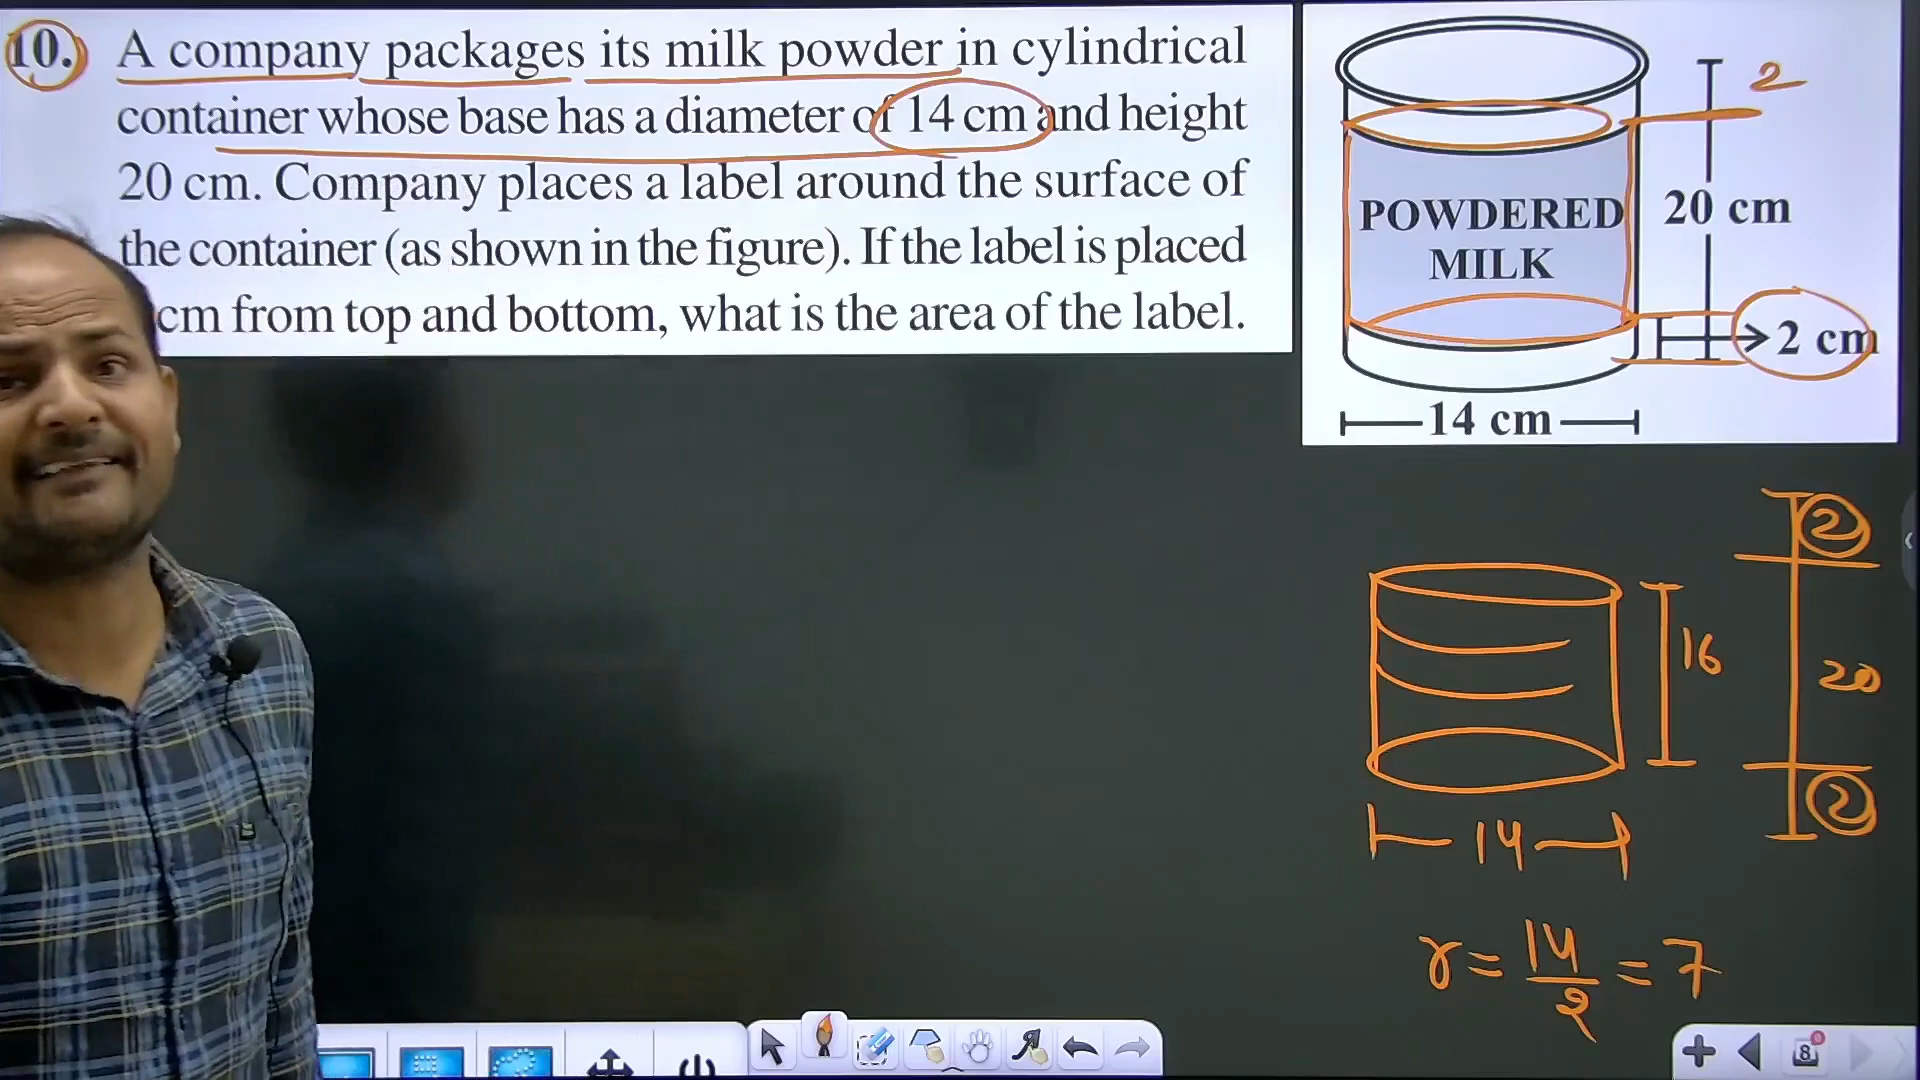 10. A company packages its milk powder in cylindrical
container whose base has a diameter of 14 cm and height
20 cm. Company places a label around the surface of
the container (as shown in the figure). If the label is placed
cm from top and bottom, what is the area of the label.
2
POWDERED
MILK
20 cm
2 cm
14 cm
2
16
20
2
14
r = 14/2 = 7
8